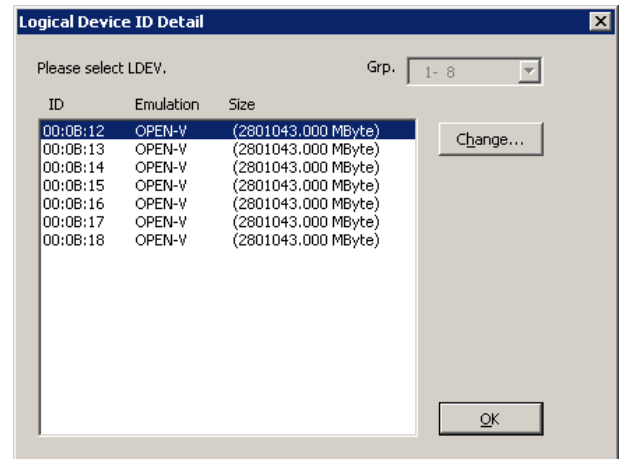 Logical Device ID Detail
Please select LDEV. Grp. 1- 8
ID Emulation Size
00:0B:12 OPEN-V (2801043.000 MByte)
Change...
00:0B:13 OPEN-V (2801043.000 MByte)
00:0B:14 OPEN-V (2801043.000 MByte)
00:0B:15 OPEN-V (2801043.000 MByte)
00:0B:16 OPEN-V (2801043.000 MByte)
00:0B:17 OPEN-V (2801043.000 MByte)
00:0B:18 OPEN-V (2801043.000 MByte)
OK